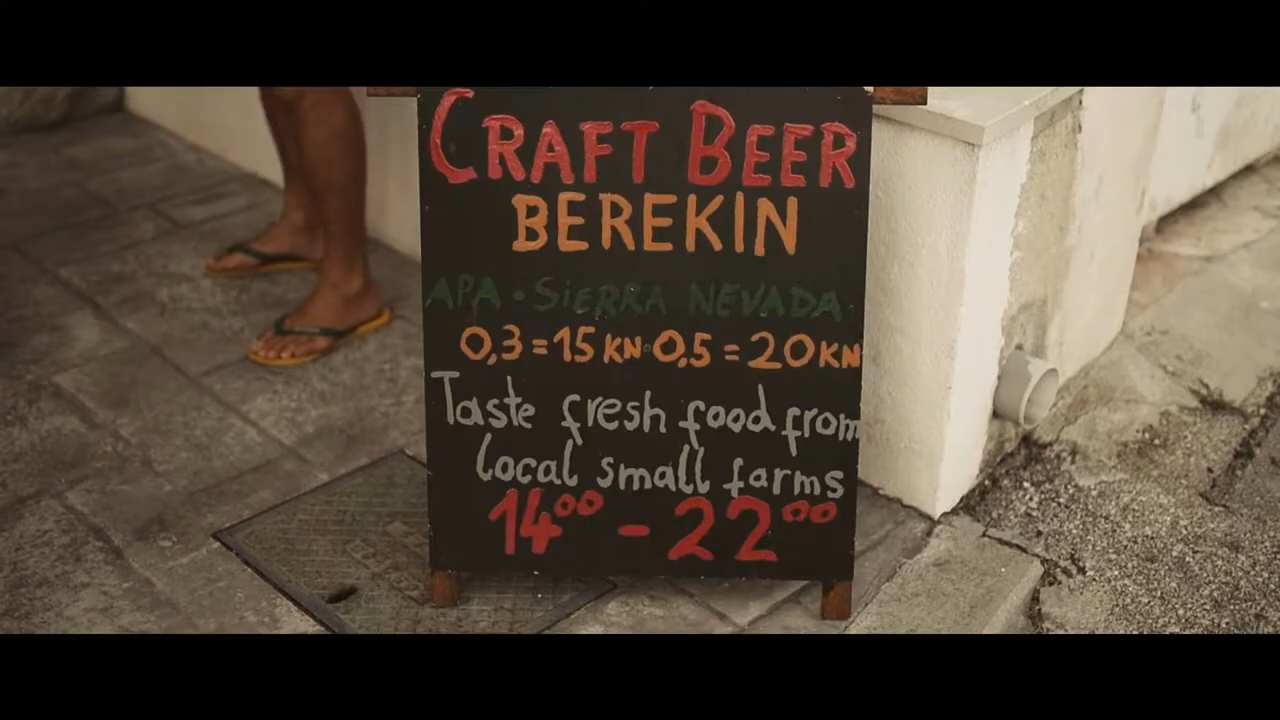 CRAFT BEER
BEREKIN
APA • SiERRA NEVADA
0,3 = 15 KN • 0,5 = 20 KN
Taste fresh food from
local small farms
14⁰⁰ - 22⁰⁰